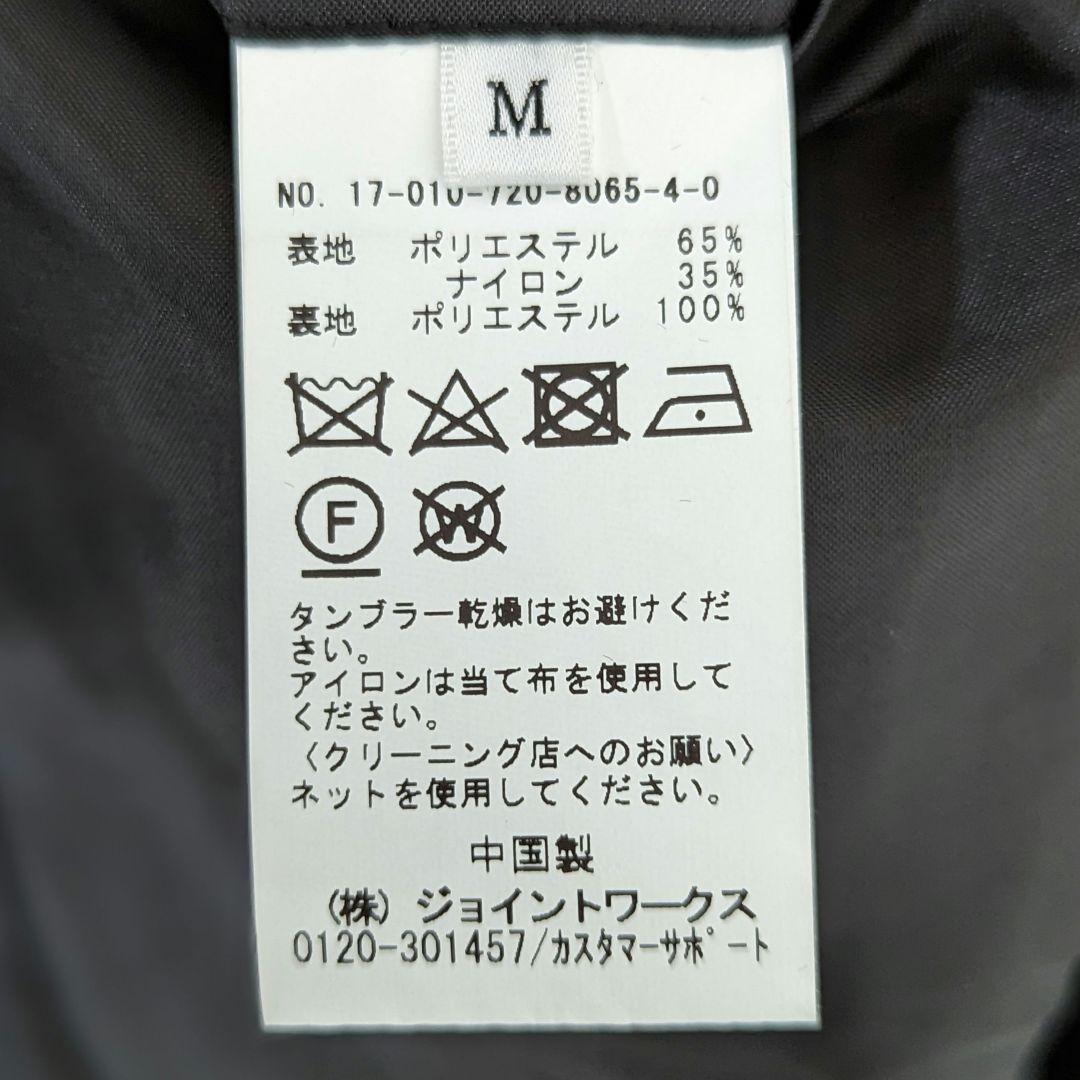 M
NO. 17-010-720-8065-4-0
表地 ポリエステル 65%
ナイロン 35%
裏地 ポリエステル 100%
F
W
タンブラー乾燥はお避けくだ
さい。
アイロンは当て布を使用して
ください。
〈クリーニング店へのお願い〉
ネットを使用してください。
中国製
(株) ジョイントワークス
0120-301457/カスタマーサポート